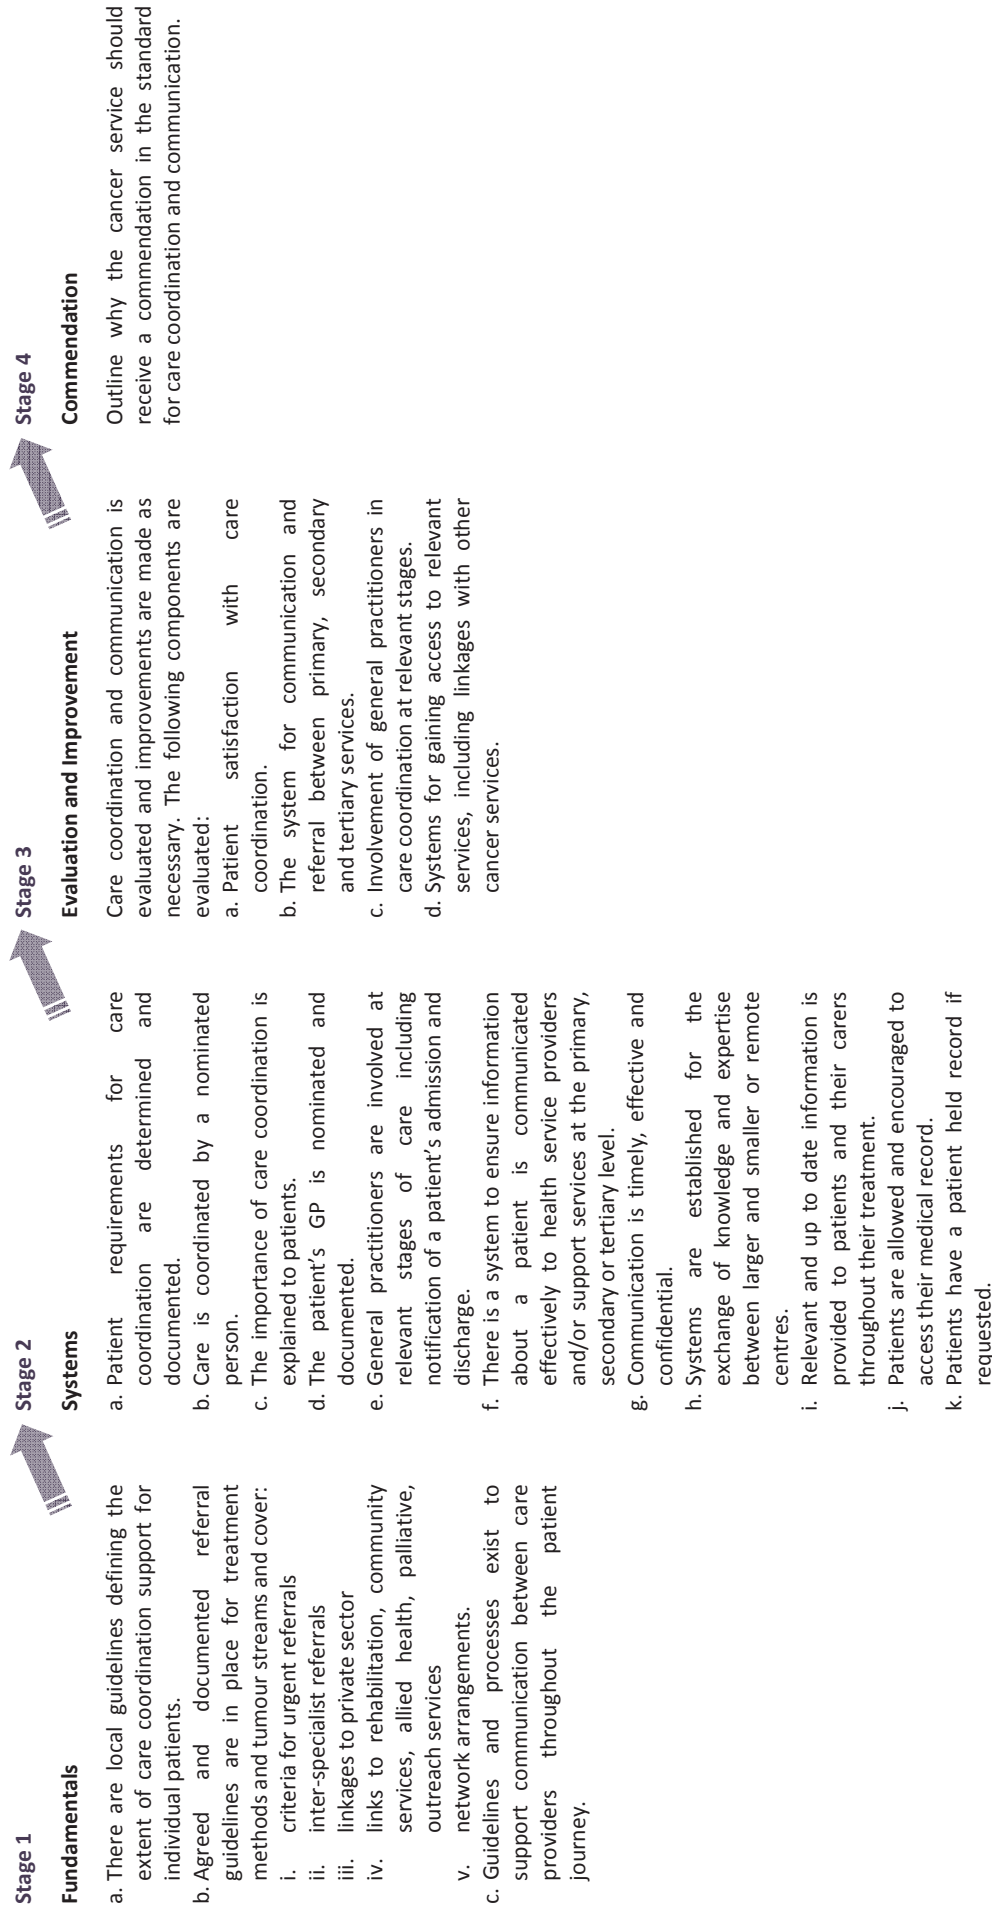 Stage 1
Fundamentals
a. There are local guidelines defining the
extent of care coordination support for
individual patients.
b. Agreed and documented referral
guidelines are in place for treatment
methods and tumour streams and cover:
i. criteria for urgent referrals
ii. inter-specialist referrals
iii. linkages to private sector
iv. links to rehabilitation, community
services, allied health, palliative,
outreach services
v. network arrangements.
c. Guidelines and processes exist to
support communication between care
providers throughout the patient
journey.
Stage 2
Systems
a. Patient requirements for care
coordination are determined and
documented.
b. Care is coordinated by a nominated
person.
c. The importance of care coordination is
explained to patients.
d. The patient's GP is nominated and
documented.
e. General practitioners are involved at
relevant stages of care including
notification of a patient's admission and
discharge.
f. There is a system to ensure information
about a patient is communicated
effectively to health service providers
and/or support services at the primary,
secondary or tertiary level.
g. Communication is timely, effective and
confidential.
h. Systems are established for the
exchange of knowledge and expertise
between larger and smaller or remote
centres.
i. Relevant and up to date information is
provided to patients and their carers
throughout their treatment.
j. Patients are allowed and encouraged to
access their medical record.
k. Patients have a patient held record if
requested.
Stage 3
Evaluation and Improvement
Care coordination and communication is
evaluated and improvements are made as
necessary. The following components are
evaluated:
a. Patient satisfaction with care
coordination.
b. The system for communication and
referral between primary, secondary
and tertiary services.
c. Involvement of general practitioners in
care coordination at relevant stages.
d. Systems for gaining access to relevant
services, including linkages with other
cancer services.
Stage 4
Commendation
Outline why the cancer service should
receive a commendation in the standard
for care coordination and communication.